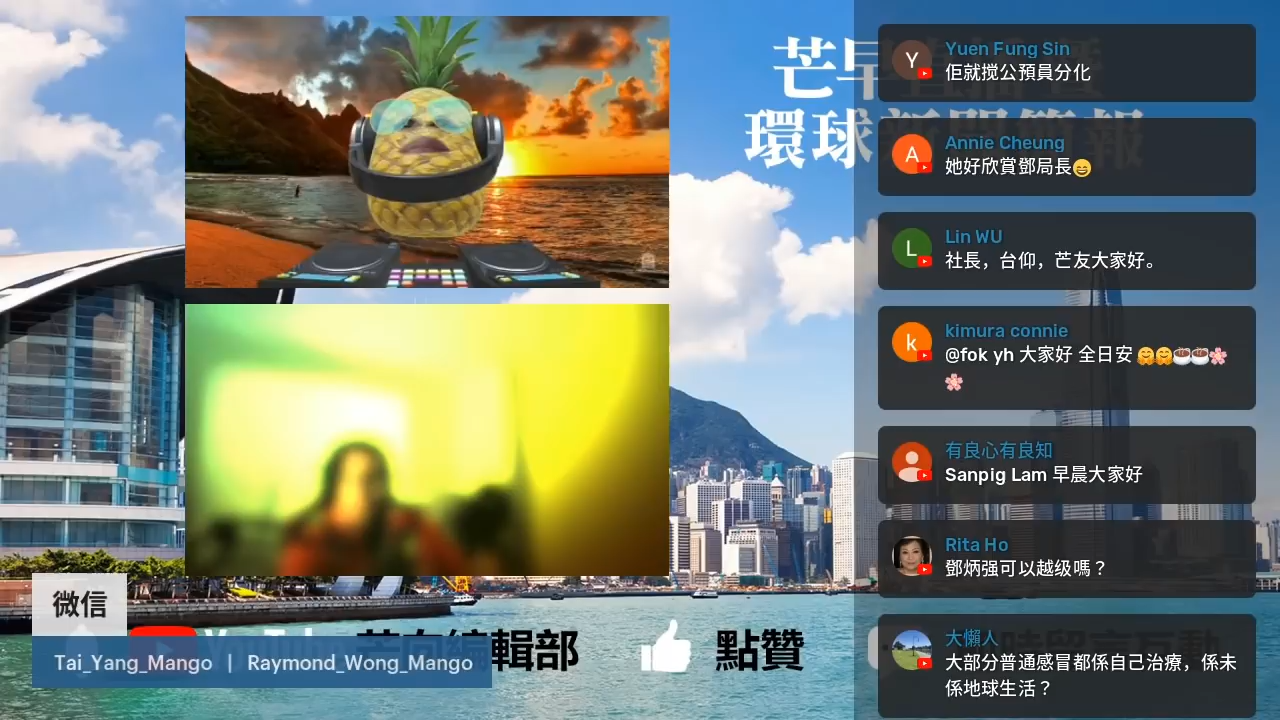 芒早
環球
Y
Yuen Fung Sin
佢就搅公預員分化
A
Annie Cheung
她好欣賞鄧局長😄
L
Lin WU
社長，台仰，芒友大家好。
k
kimura connie
@fok yh 大家好 全日安 🤗🤗☕☕🌸
🌸
有良心有良知
Sanpig Lam 早晨大家好
Rita Ho
鄧炳强可以越级嗎？
大懶人
大部分普通感冒都係自己治療，係未
係地球生活？
微信
Tai_Yang_Mango | Raymond_Wong_Mango
輯部
點贊